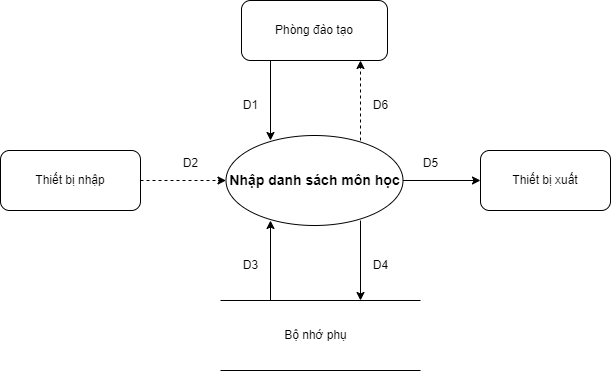 Phòng đảo tạo
D1
D6
Thiết bị nhập
D2
Nhập danh sách môn học
D5
Thiết bị xuất
D3
D4
Bộ nhớ phụ